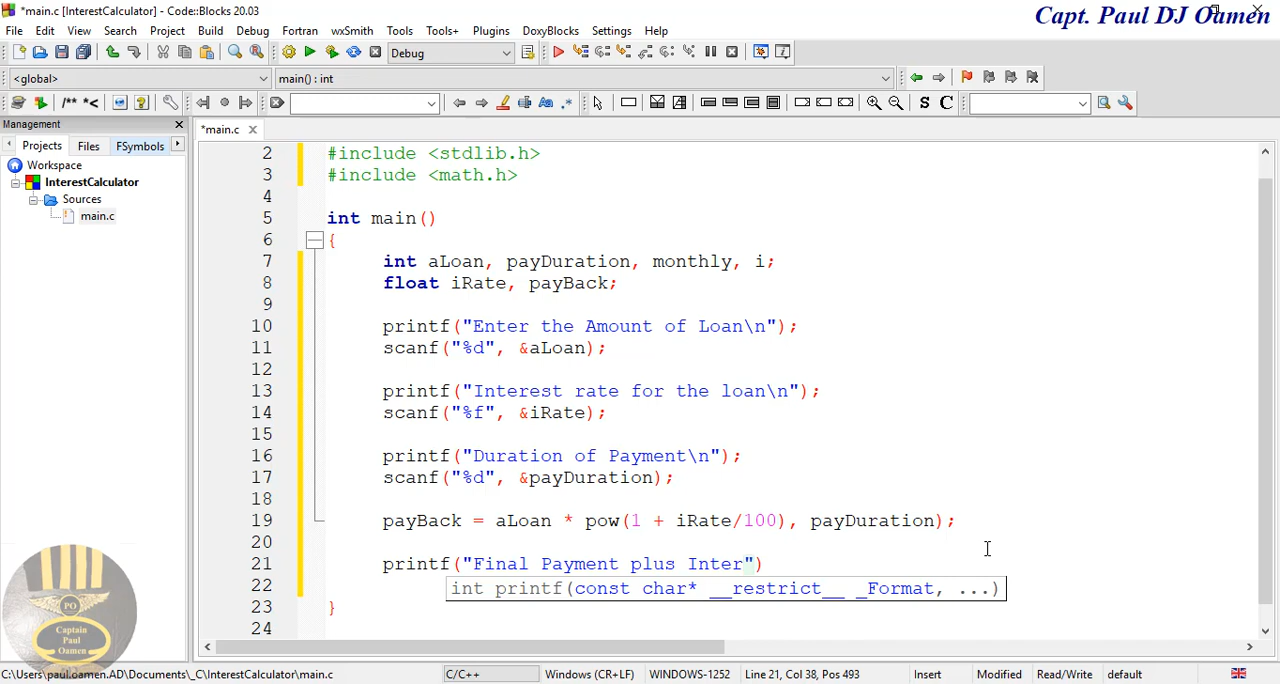 *main.c [InterestCalculator] - Code::Blocks 20.03
Capt. Paul DJ Oamen
File Edit View Search Project Build Debug Fortran wxSmith Tools Tools+ Plugins DoxyBlocks Settings Help
Debug
<global>
main() : int
/** *<
S C
Management
*main.c
Projects Files FSymbols
Workspace
InterestCalculator
Sources
main.c
2 #include <stdlib.h>
3 #include <math.h>
4
5 int main()
6 {
7 int aLoan, payDuration, monthly, i;
8 float iRate, payBack;
9
10 printf("Enter the Amount of Loan\n");
11 scanf("%d", &aLoan);
12
13 printf("Interest rate for the loan\n");
14 scanf("%f", &iRate);
15
16 printf("Duration of Payment\n");
17 scanf("%d", &payDuration);
18
19 payBack = aLoan * pow(1 + iRate/100), payDuration);
20
21 printf("Final Payment plus Inter")
22 int printf(const char* __restrict__ _Format, ...)
23 }
24
PO
Captain
Paul
Oamen
C:\Users\paul.oamen.AD\Documents\_C\InterestCalculator\main.c C/C++ Windows (CR+LF) WINDOWS-1252 Line 21, Col 38, Pos 493 Insert Modified Read/Write default